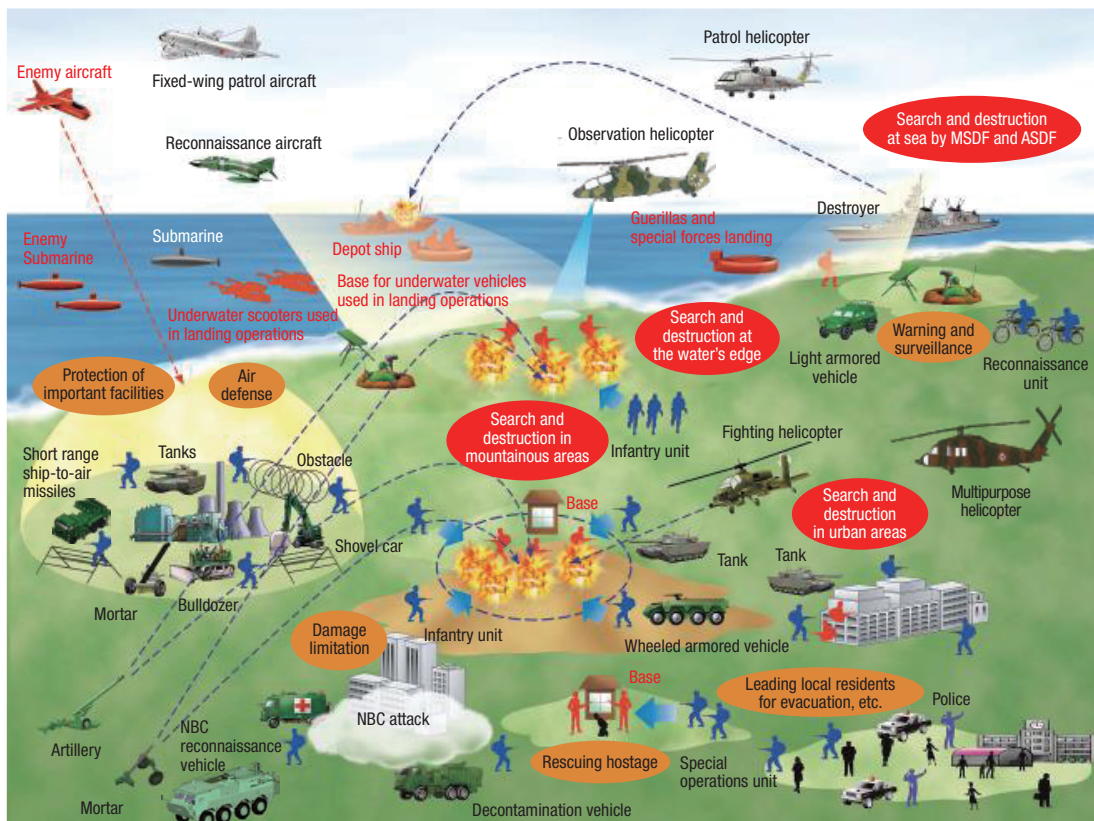 Patrol helicopter
Enemy aircraft
Fixed-wing patrol aircraft
Search and destruction
at sea by MSDF and ASDF
Reconnaissance aircraft
Observation helicopter
Destroyer
Guerillas and
special forces landing
Enemy
Submarine
Submarine
Depot ship
Base for underwater vehicles
used in landing operations
Underwater scooters used
in landing operations
Search and
destruction at
the water's edge
Light armored
vehicle
Warning and
surveillance
Reconnaissance
unit
Protection of
important facilities
Air
defense
Search and
destruction in
mountainous areas
Infantry unit
Fighting helicopter
Short range
ship-to-air
missiles
Tanks
Obstacle
Base
Search and
destruction
in urban areas
Multipurpose
helicopter
Shovel car
Tank
Tank
Mortar
Bulldozer
Infantry unit
Wheeled armored vehicle
Damage
limitation
Base
Leading local residents
for evacuation, etc.
Police
NBC attack
Artillery
NBC
reconnaissance
vehicle
Rescuing hostage
Special
operations unit
Mortar
Decontamination vehicle